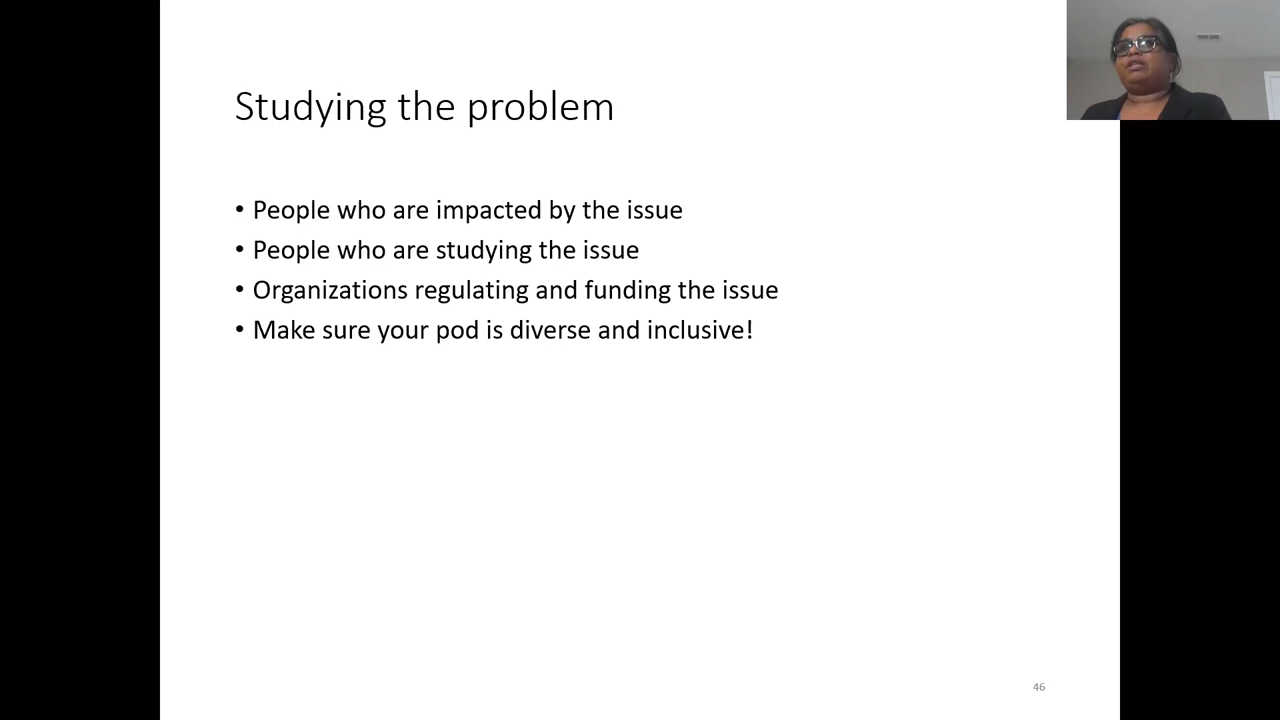 Studying the problem
• People who are impacted by the issue
• People who are studying the issue
• Organizations regulating and funding the issue
• Make sure your pod is diverse and inclusive!
46